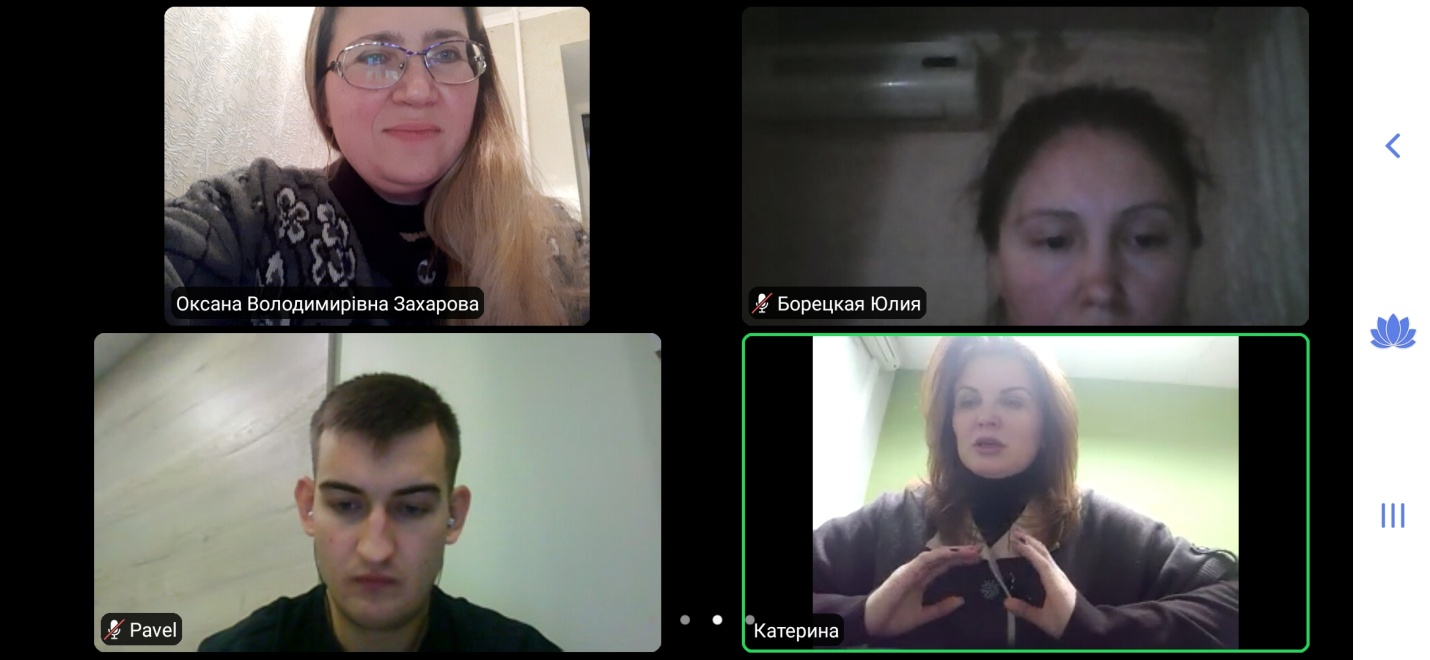 Оксана Володимирівна Захарова
Борецкая Юлия
Pavel
Катерина